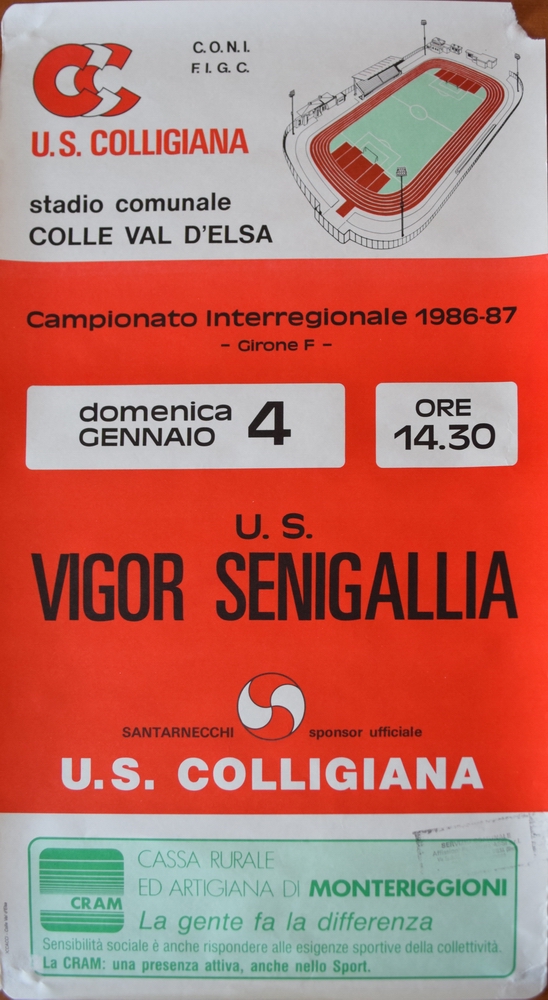 C.O.N.I.
F.I.G.C.
U.S. COLLIGIANA
stadio comunale
COLLE VAL D'ELSA
Campionato Interregionale 1986-87
- Girone F -
domenica
GENNAIO 4
ORE
14.30
U. S.
VIGOR SENIGALLIA
SANTARNECCHI sponsor ufficiale
U.S. COLLIGIANA
CASSA RURALE
ED ARTIGIANA DI MONTERIGGIONI
CRAM
La gente fa la differenza
Sensibilità sociale è anche rispondere alle esigenze sportive della collettività.
La CRAM: una presenza attiva, anche nello Sport.